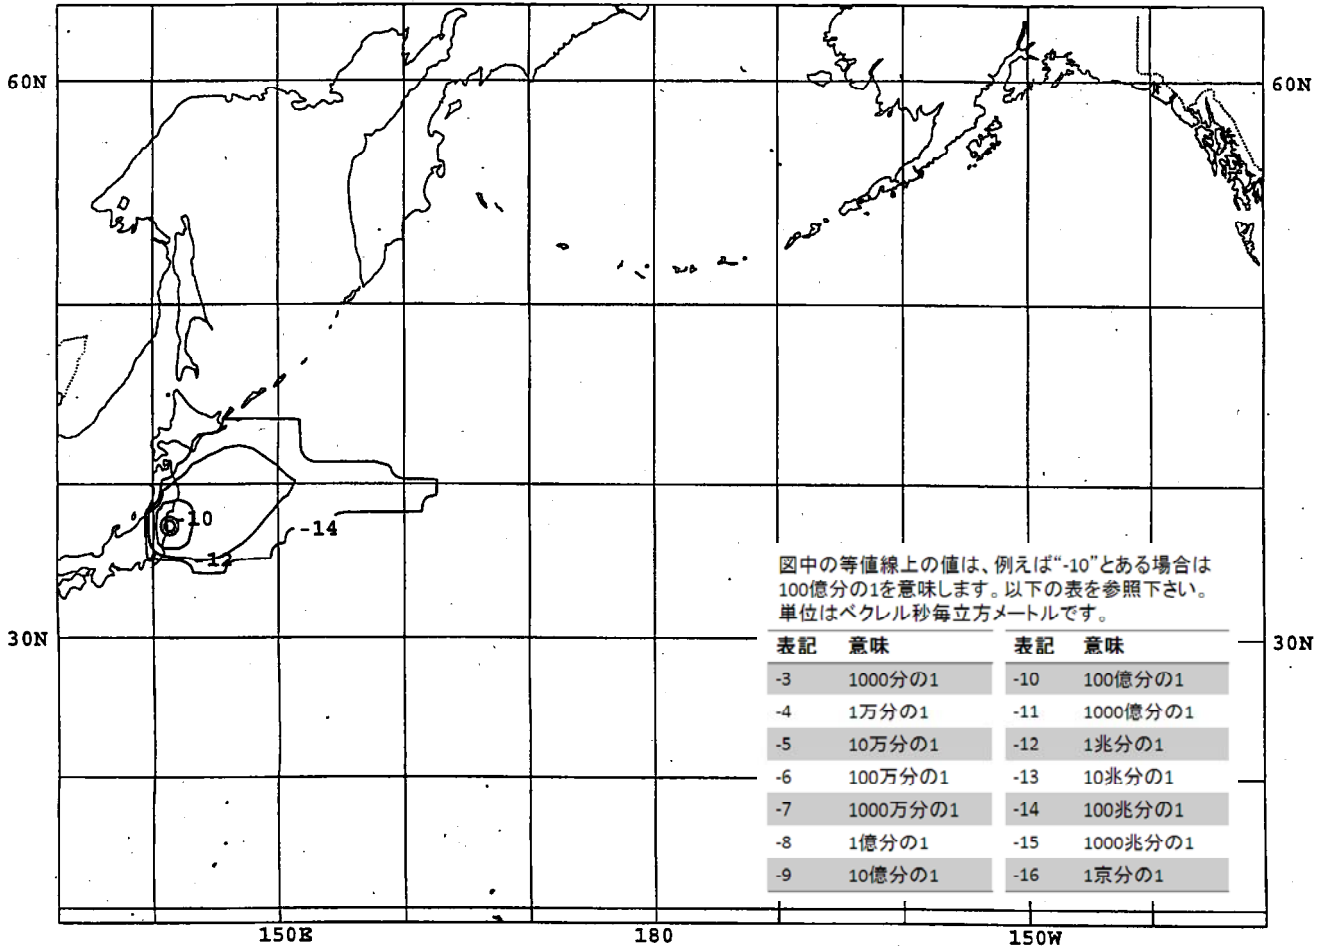 60N
60N
-10
-14
-12
図中の等値線上の値は、例えば“-10”とある場合は
100億分の1を意味します。以下の表を参照下さい。
単位はベクレル秒毎立方メートルです。
30N
30N
表記 意味 表記 意味
-3 1000分の1 -10 100億分の1
-4 1万分の1 -11 1000億分の1
-5 10万分の1 -12 1兆分の1
-6 100万分の1 -13 10兆分の1
-7 1000万分の1 -14 100兆分の1
-8 1億分の1 -15 1000兆分の1
-9 10億分の1 -16 1京分の1
150E 180 150W